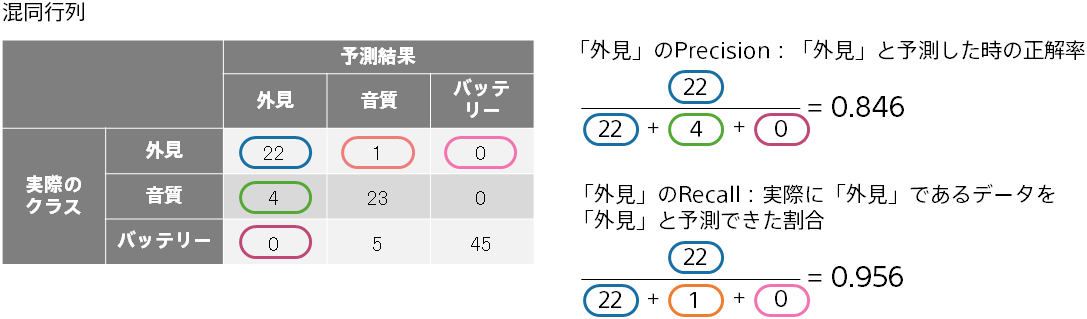 混同行列
予測結果
外見 音質 バッテ
リー
実際の
クラス
外見 22 1 0
音質 4 23 0
バッテリー 0 5 45
「外見」のPrecision：「外見」と予測した時の正解率
22
22 + 4 + 0 = 0.846
「外見」のRecall：実際に「外見」であるデータを
「外見」と予測できた割合
22
22 + 1 + 0 = 0.956